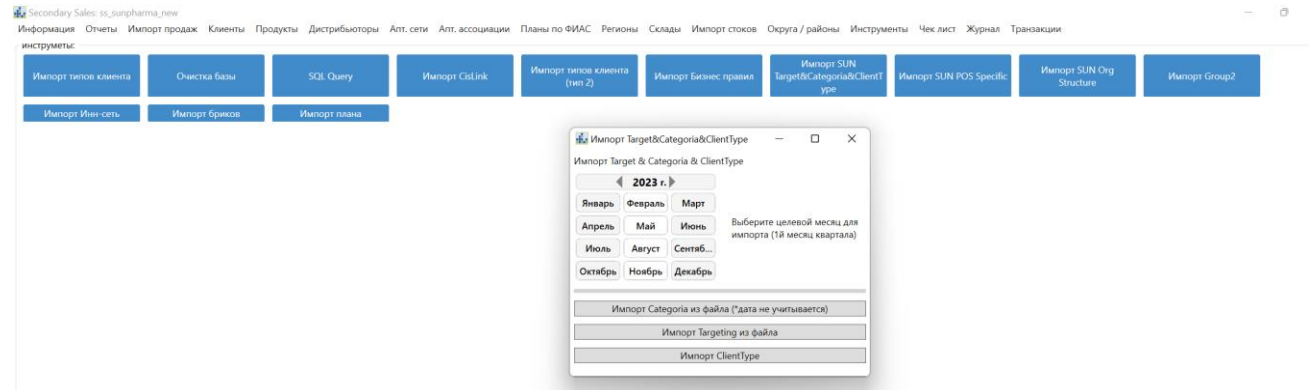 Secondary Sales: ss_sunpharma_new
Информация Отчеты Импорт продаж Клиенты Продукты Дистрибьюторы Апт. сети Апт. ассоциации Планы по ФИАС Регионы Склады Импорт стоков Округа / районы Инструменты Чек лист Журнал Транзакции
инструметы:
Импорт типов клиента
Очистка базы
SQL Query
Импорт CisLink
Импорт типов клиента
(тип 2)
Импорт Бизнес правил
Импорт SUN
Target&Categoria&ClientT
ype
Импорт SUN POS Specific
Импорт SUN Org
Structure
Импорт Group2
Импорт Инн-сеть
Импорт бриков
Импорт плана
Импорт Target&Categoria&ClientType
Импорт Target & Categoria & ClientType
2023 г.
Январь Февраль Март
Апрель Май Июнь
Июль Август Сентяб...
Октябрь Ноябрь Декабрь
Выберите целевой месяц для
импорта (1й месяц квартала)
Импорт Categoria из файла (*дата не учитывается)
Импорт Targeting из файла
Импорт ClientType